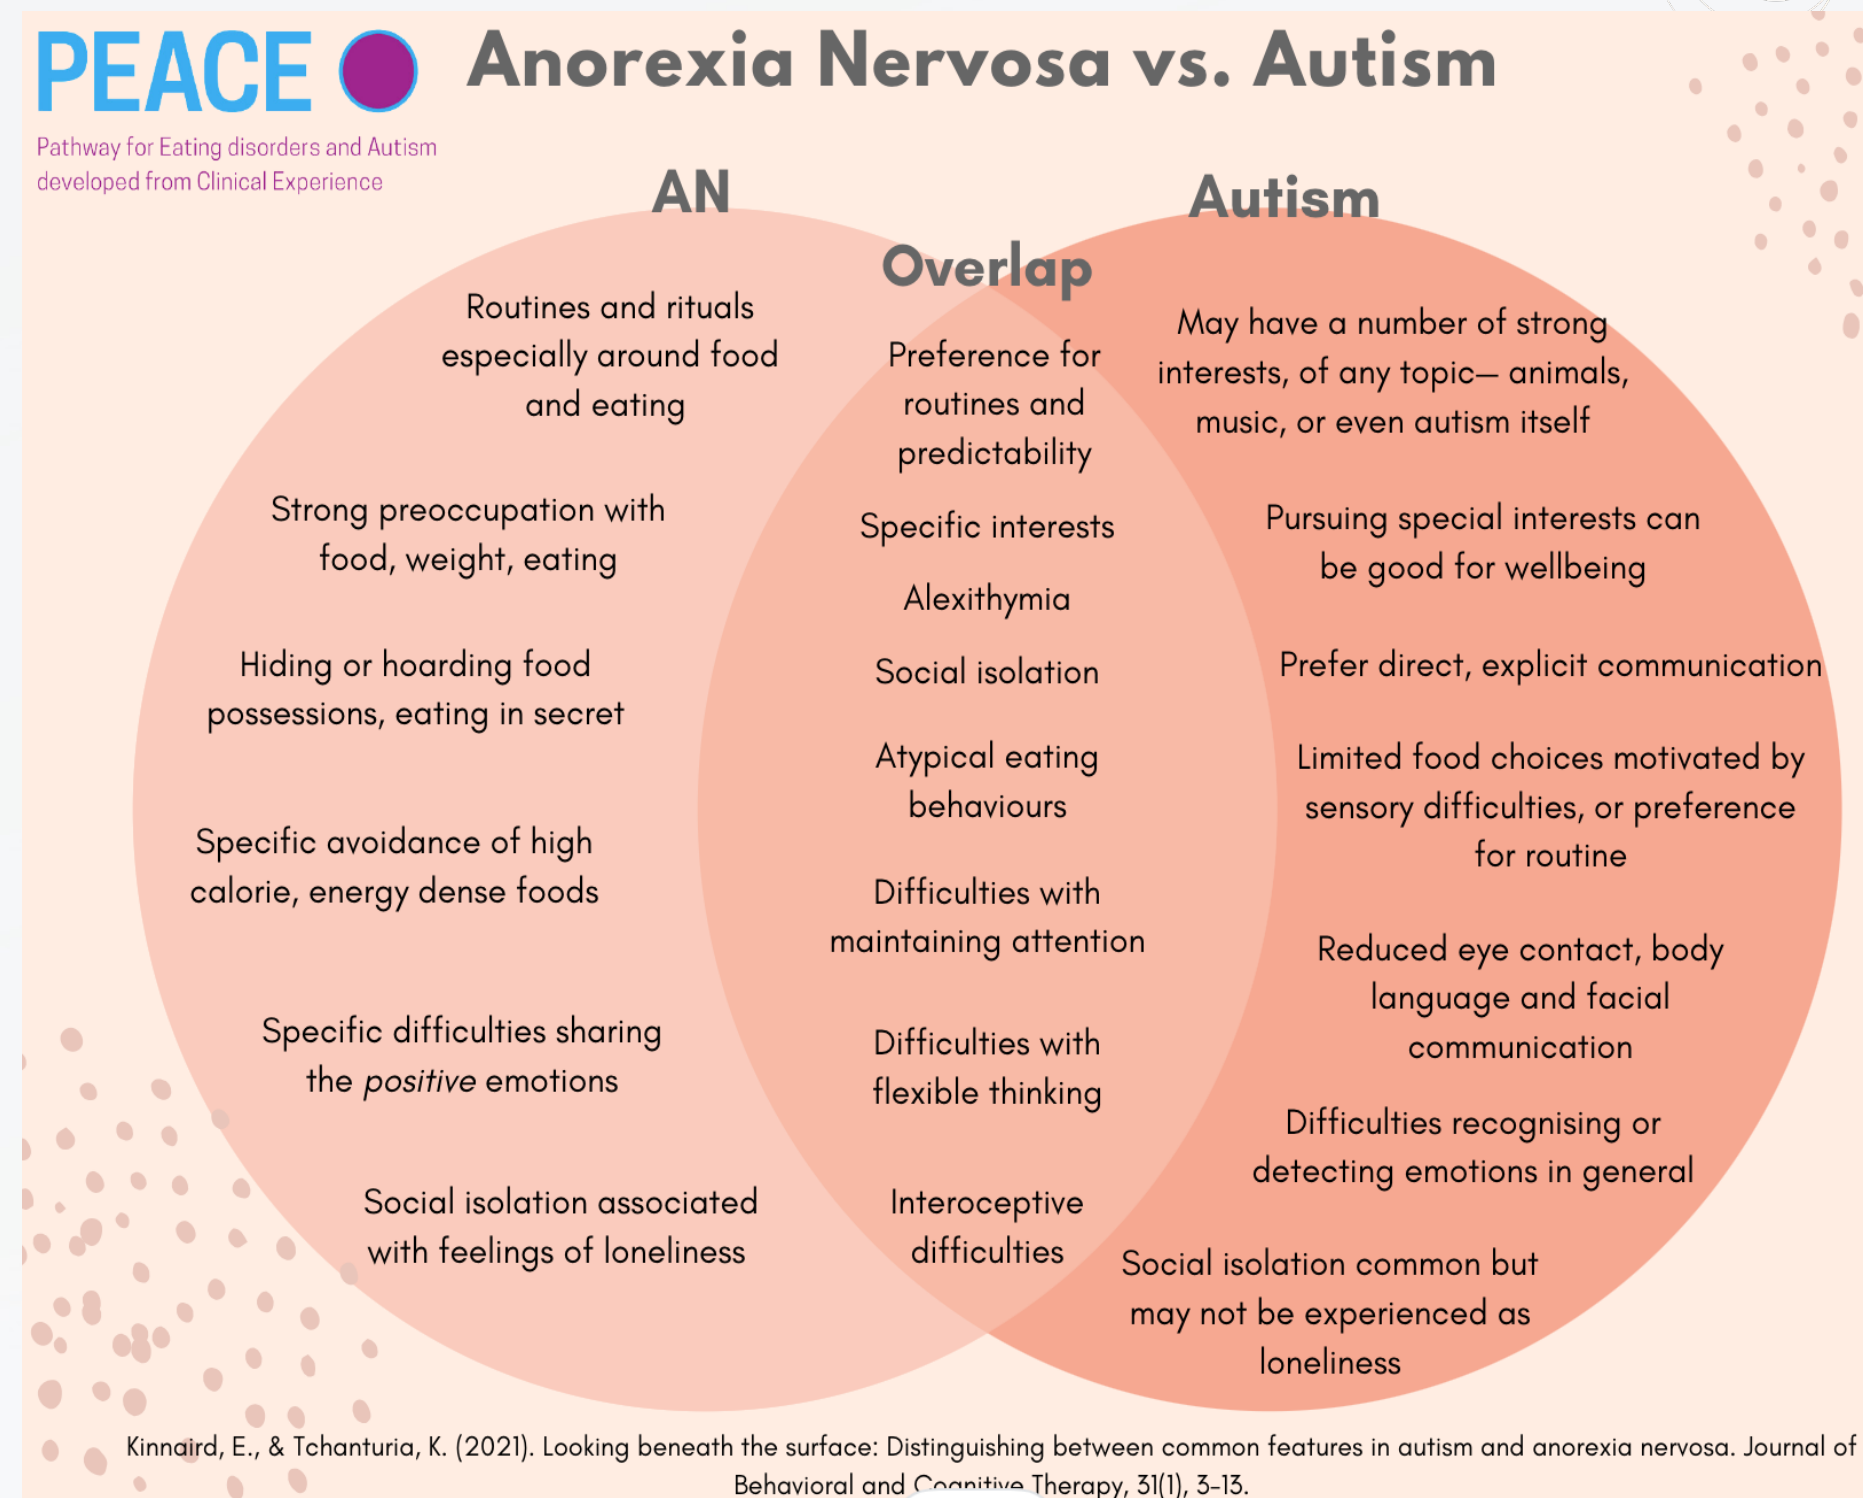 PEACE
Anorexia Nervosa vs. Autism
Pathway for Eating disorders and Autism
developed from Clinical Experience
AN
Routines and rituals
especially around food
and eating
Strong preoccupation with
food, weight, eating
Hiding or hoarding food
possessions, eating in secret
Specific avoidance of high
calorie, energy dense foods
Specific difficulties sharing
the positive emotions
Social isolation associated
with feelings of loneliness
Overlap
Preference for
routines and
predictability
Specific interests
Alexithymia
Social isolation
Atypical eating
behaviours
Difficulties with
maintaining attention
Difficulties with
flexible thinking
Interoceptive
difficulties
Autism
May have a number of strong
interests, of any topic— animals,
music, or even autism itself
Pursuing special interests can
be good for wellbeing
Prefer direct, explicit communication
Limited food choices motivated by
sensory difficulties, or preference
for routine
Reduced eye contact, body
language and facial
communication
Difficulties recognising or
detecting emotions in general
Social isolation common but
may not be experienced as
loneliness
Kinnaird, E., & Tchanturia, K. (2021). Looking beneath the surface: Distinguishing between common features in autism and anorexia nervosa. Journal of
Behavioral and Cognitive Therapy, 31(1), 3-13.